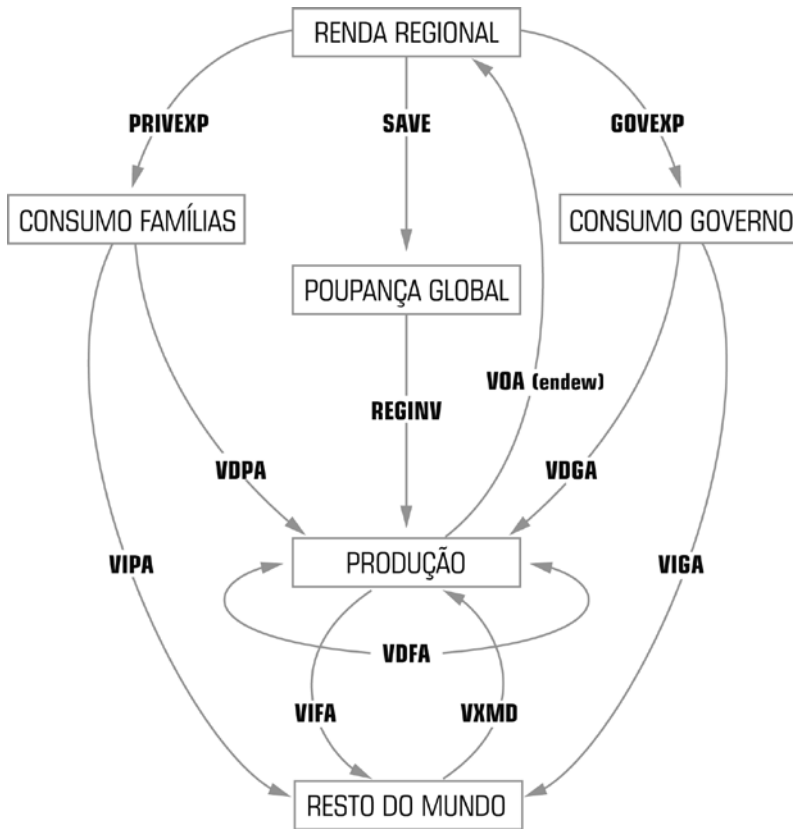 RENDA REGIONAL
PRIVEXP
SAVE
GOVEXP
CONSUMO FAMÍLIAS
CONSUMO GOVERNO
POUPANÇA GLOBAL
VOA (endew)
REGINV
VDPA
VDGA
VIPA
PRODUÇÃO
VIGA
VDFA
VIFA
VXMD
RESTO DO MUNDO